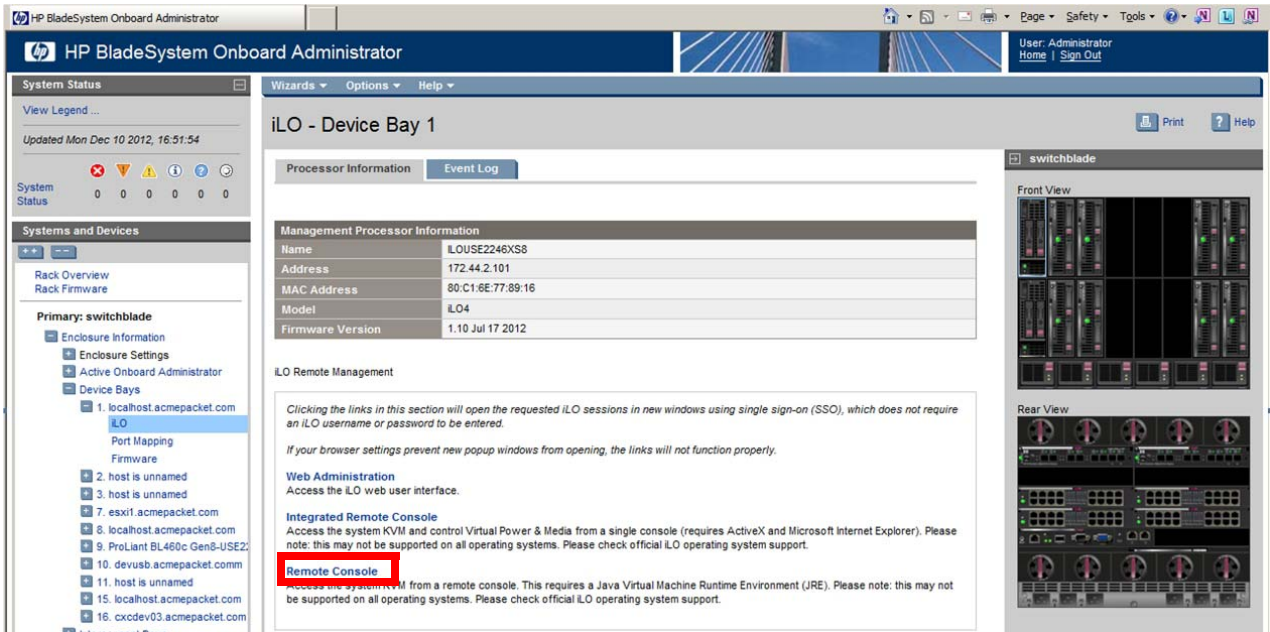 HP BladeSystem Onboard Administrator
Page Safety Tools
HP BladeSystem Onboard Administrator
User: Administrator
Home | Sign Out
System Status
View Legend ...
Updated Mon Dec 10 2012, 16:51:54
System Status 0 0 0 0 0 0
Systems and Devices
Rack Overview
Rack Firmware
Primary: switchblade
Enclosure Information
Enclosure Settings
Active Onboard Administrator
Device Bays
1. localhost.acmepacket.com
iLO
Port Mapping
Firmware
2. host is unnamed
3. host is unnamed
7. esxi1.acmepacket.com
8. localhost.acmepacket.com
9. ProLiant BL460c Gen8-USE22
10. devusb.acmepacket.comm
11. host is unnamed
15. localhost.acmepacket.com
16. cxcdev03.acmepacket.com
Wizards Options Help
iLO - Device Bay 1
Print Help
Processor Information Event Log
Management Processor Information
Name ILOUSE2246XS8
Address 172.44.2.101
MAC Address 80:C1:6E:77:89:16
Model iLO4
Firmware Version 1.10 Jul 17 2012
iLO Remote Management
Clicking the links in this section will open the requested iLO sessions in new windows using single sign-on (SSO), which does not require
an iLO username or password to be entered.
If your browser settings prevent new popup windows from opening, the links will not function properly.
Web Administration
Access the iLO web user interface.
Integrated Remote Console
Access the system KVM and control Virtual Power & Media from a single console (requires ActiveX and Microsoft Internet Explorer). Please
note: this may not be supported on all operating systems. Please check official iLO operating system support.
Remote Console
Access the system KVM from a remote console. This requires a Java Virtual Machine Runtime Environment (JRE). Please note: this may not
be supported on all operating systems. Please check official iLO operating system support.
switchblade
Front View
Rear View